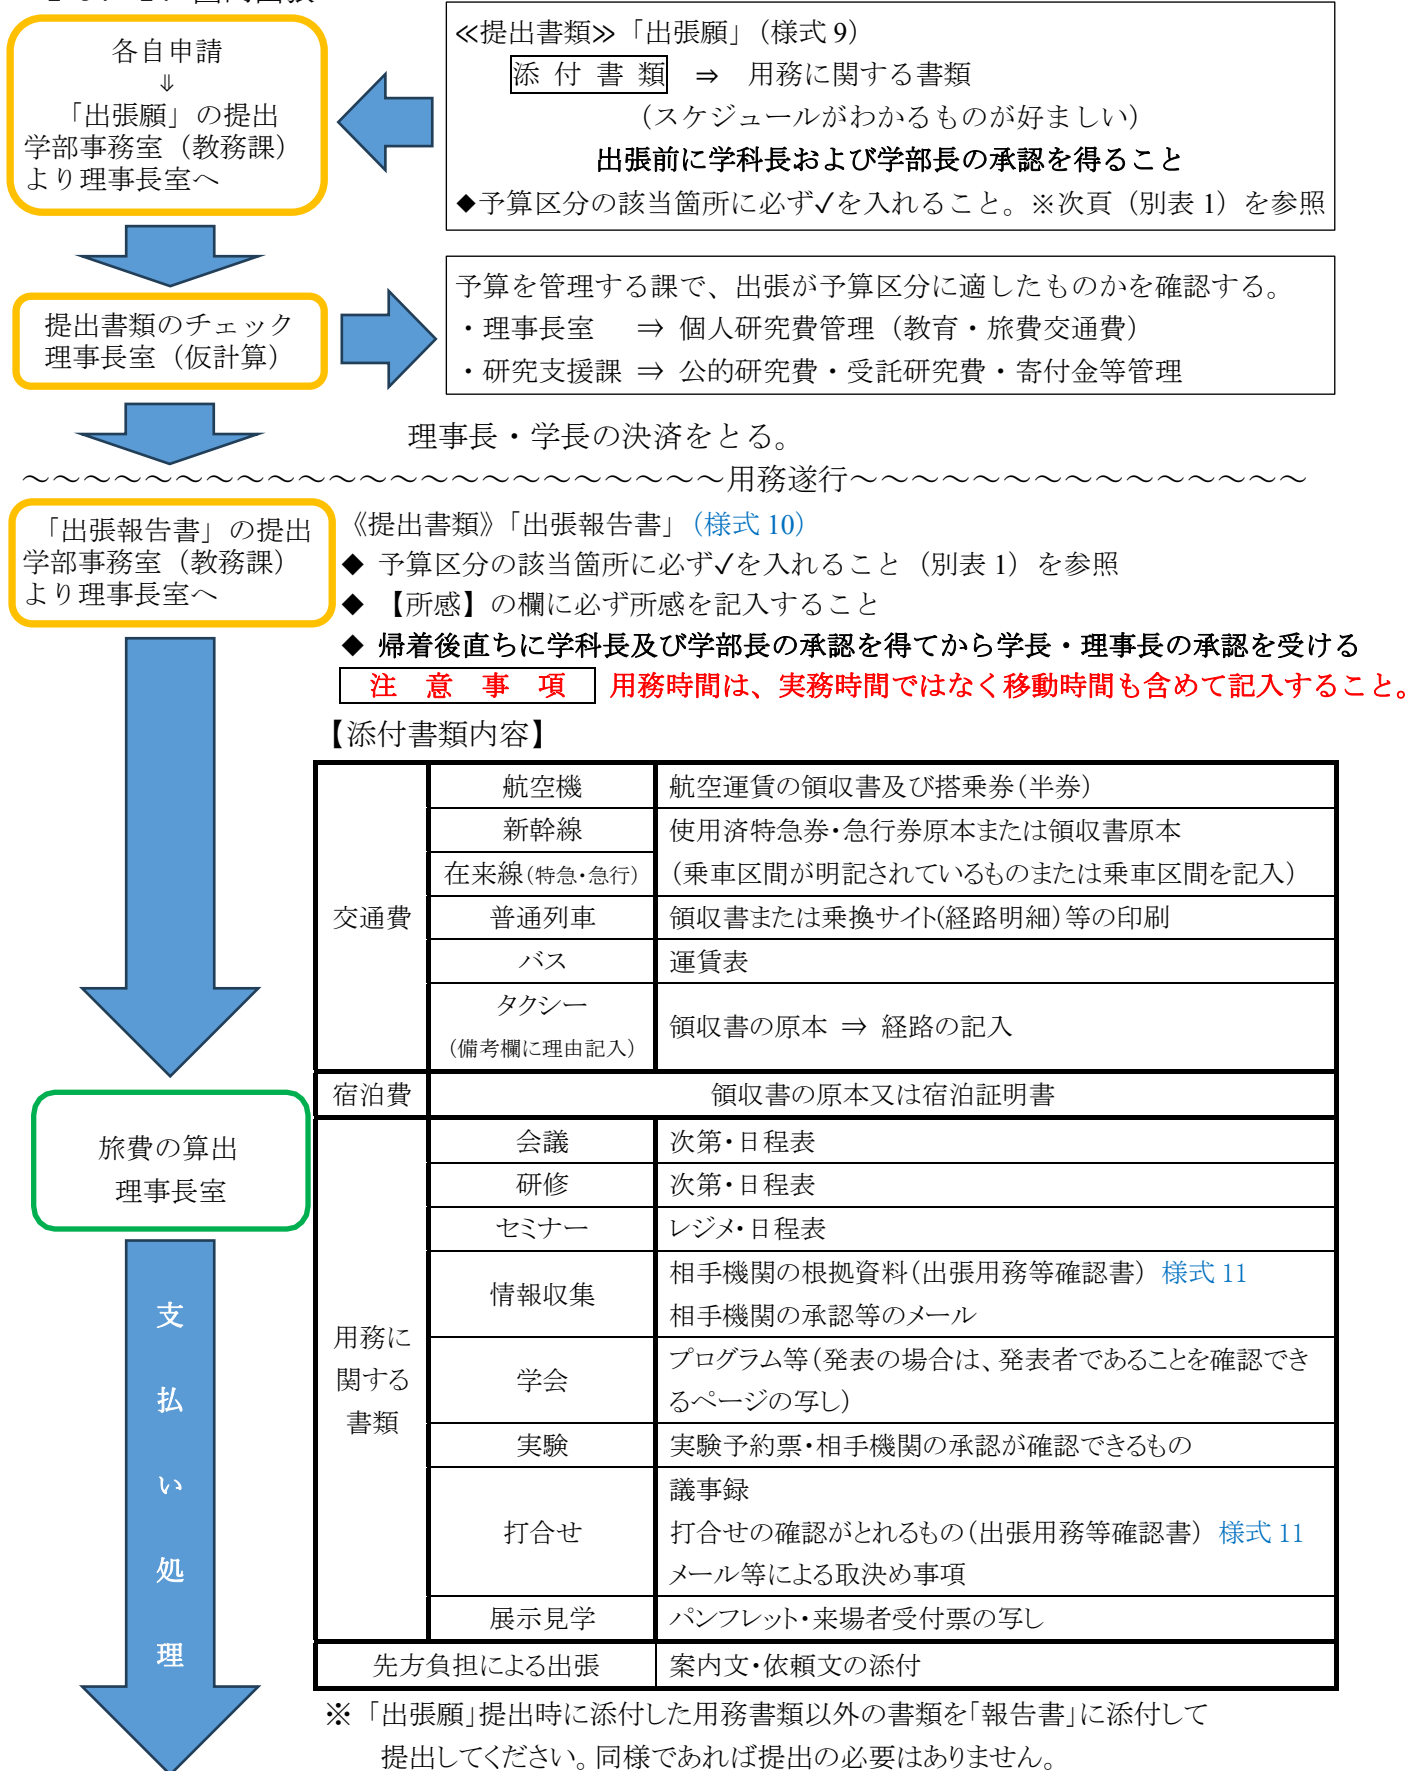 各自申請
⇓
「出張願」の提出
学部事務室（教務課）
より理事長室へ
≪提出書類≫「出張願」（様式 9）
添 付 書 類 ⇒ 用務に関する書類
（スケジュールがわかるものが好ましい）
出張前に学科長および学部長の承認を得ること
◆予算区分の該当箇所に必ず✓を入れること。※次頁（別表 1）を参照
提出書類のチェック
理事長室（仮計算）
予算を管理する課で、出張が予算区分に適したものかを確認する。
・理事長室 ⇒ 個人研究費管理（教育・旅費交通費）
・研究支援課 ⇒ 公的研究費・受託研究費・寄付金等管理
理事長・学長の決済をとる。
～～～～～～～～～～～～～～～～～～～～～～～用務遂行～～～～～～～～～～～～～～～
「出張報告書」の提出
学部事務室（教務課）
より理事長室へ
《提出書類》「出張報告書」（様式 10）
◆ 予算区分の該当箇所に必ず✓を入れること（別表 1）を参照
◆ 【所感】の欄に必ず所感を記入すること
◆ 帰着後直ちに学科長及び学部長の承認を得てから学長・理事長の承認を受ける
注 意 事 項 用務時間は、実務時間ではなく移動時間も含めて記入すること。
【添付書類内容】
交通費
航空機 航空運賃の領収書及び搭乗券（半券）
新幹線 使用済特急券・急行券原本または領収書原本
在来線（特急・急行） （乗車区間が明記されているものまたは乗車区間を記入）
普通列車 領収書または乗換サイト（経路明細）等の印刷
バス 運賃表
タクシー
（備考欄に理由記入）
領収書の原本 ⇒ 経路の記入
宿泊費 領収書の原本又は宿泊証明書
旅費の算出
理事長室
用務に
関する
書類
会議 次第・日程表
研修 次第・日程表
セミナー レジメ・日程表
情報収集
相手機関の根拠資料（出張用務等確認書） 様式 11
相手機関の承認等のメール
学会
プログラム等（発表の場合は、発表者であることを確認でき
るページの写し）
実験 実験予約票・相手機関の承認が確認できるもの
打合せ
議事録
打合せの確認がとれるもの（出張用務等確認書） 様式 11
メール等による取決め事項
展示見学 パンフレット・来場者受付票の写し
先方負担による出張 案内文・依頼文の添付
支
払
い
処
理
※「出張願」提出時に添付した用務書類以外の書類を「報告書」に添付して
提出してください。同様であれば提出の必要はありません。